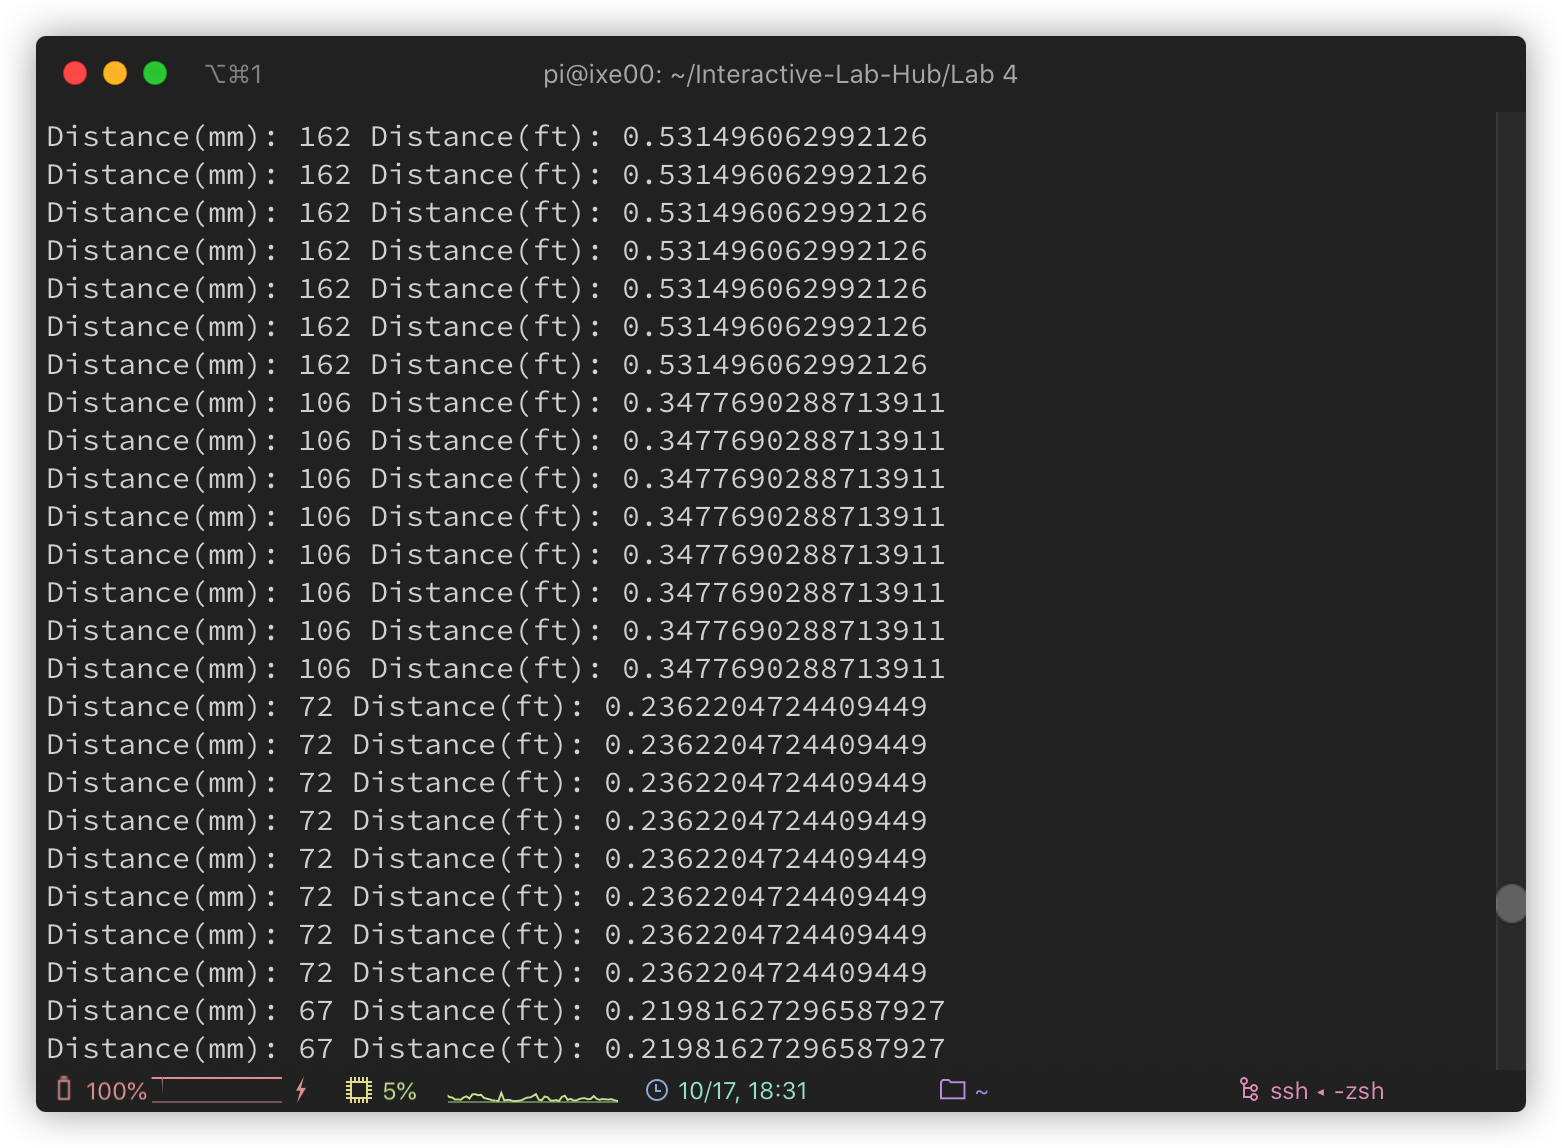 ⌥⌘1
pi@ixe00: ~/Interactive-Lab-Hub/Lab 4
Distance(mm): 162 Distance(ft): 0.531496062992126
Distance(mm): 162 Distance(ft): 0.531496062992126
Distance(mm): 162 Distance(ft): 0.531496062992126
Distance(mm): 162 Distance(ft): 0.531496062992126
Distance(mm): 162 Distance(ft): 0.531496062992126
Distance(mm): 162 Distance(ft): 0.531496062992126
Distance(mm): 162 Distance(ft): 0.531496062992126
Distance(mm): 106 Distance(ft): 0.3477690288713911
Distance(mm): 106 Distance(ft): 0.3477690288713911
Distance(mm): 106 Distance(ft): 0.3477690288713911
Distance(mm): 106 Distance(ft): 0.3477690288713911
Distance(mm): 106 Distance(ft): 0.3477690288713911
Distance(mm): 106 Distance(ft): 0.3477690288713911
Distance(mm): 106 Distance(ft): 0.3477690288713911
Distance(mm): 106 Distance(ft): 0.3477690288713911
Distance(mm): 72 Distance(ft): 0.2362204724409449
Distance(mm): 72 Distance(ft): 0.2362204724409449
Distance(mm): 72 Distance(ft): 0.2362204724409449
Distance(mm): 72 Distance(ft): 0.2362204724409449
Distance(mm): 72 Distance(ft): 0.2362204724409449
Distance(mm): 72 Distance(ft): 0.2362204724409449
Distance(mm): 72 Distance(ft): 0.2362204724409449
Distance(mm): 72 Distance(ft): 0.2362204724409449
Distance(mm): 67 Distance(ft): 0.21981627296587927
Distance(mm): 67 Distance(ft): 0.21981627296587927
100% 5% 10/17, 18:31 ~ ssh ◂ -zsh